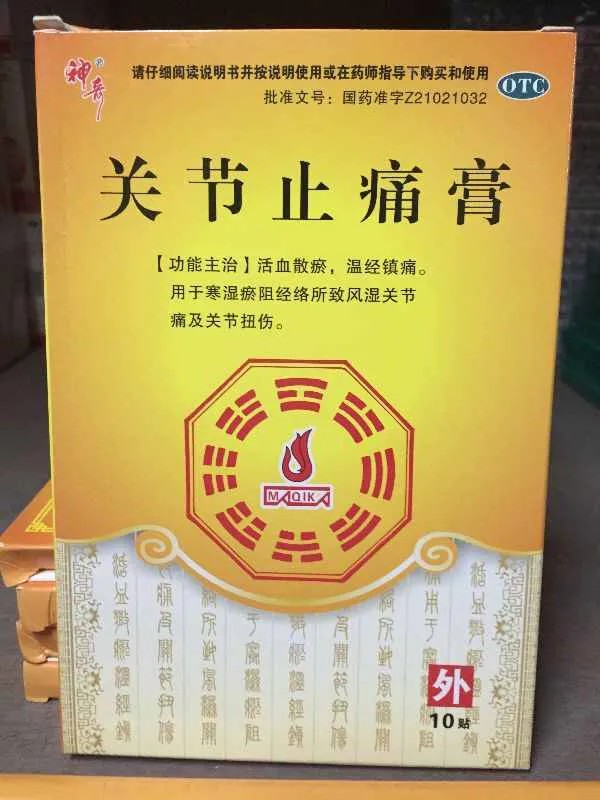 神奇
请仔细阅读说明书并按说明使用或在药师指导下购买和使用
OTC
批准文号：国药准字Z21021032
关节止痛膏
【功能主治】活血散瘀，温经镇痛。
用于寒湿瘀阻经络所致风湿关节
痛及关节扭伤。
MAQIKA
外
10贴